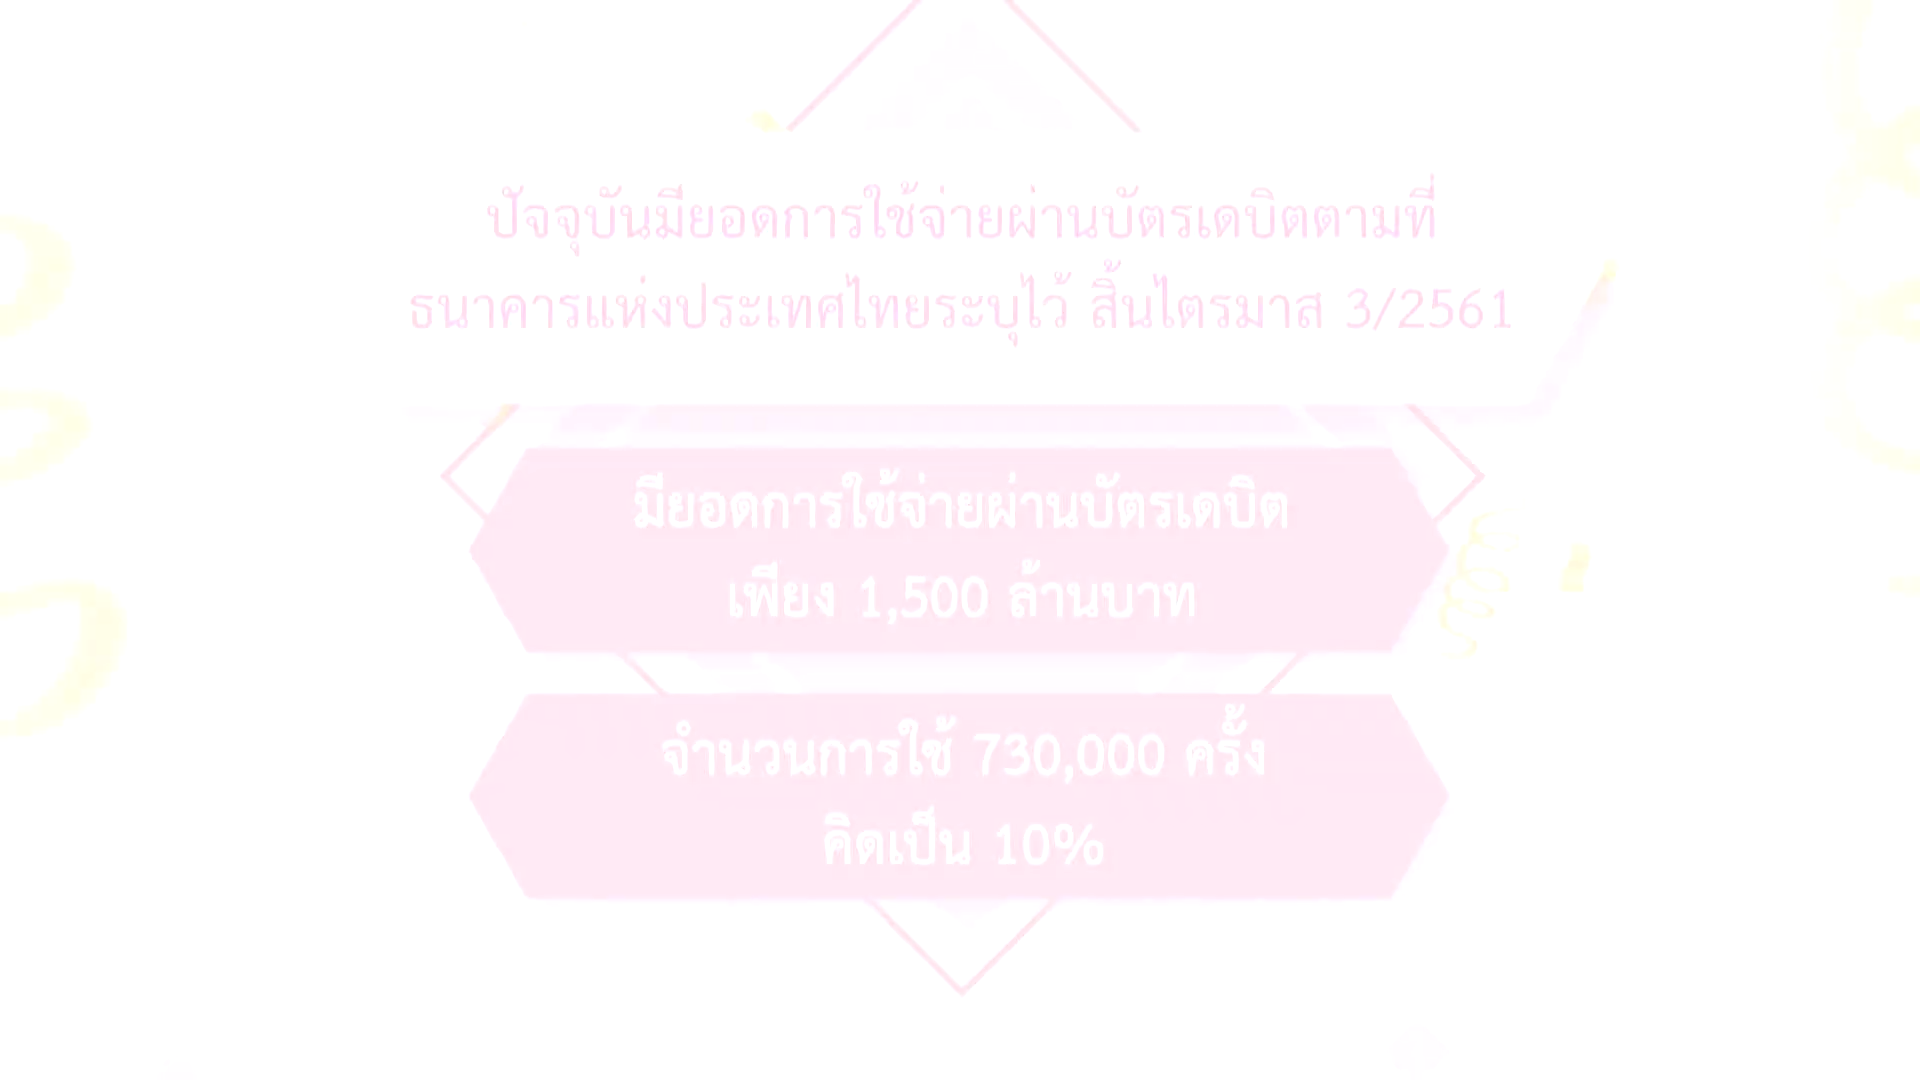 ปัจจุบันมียอดการใช้จ่ายผ่านบัตรเดบิตตามที่
ธนาคารแห่งประเทศไทยระบุไว้ สิ้นไตรมาส 3/2561
มียอดการใช้จ่ายผ่านบัตรเดบิต
เพียง 1,500 ล้านบาท
จำนวนการใช้ 730,000 ครั้ง
คิดเป็น 10%